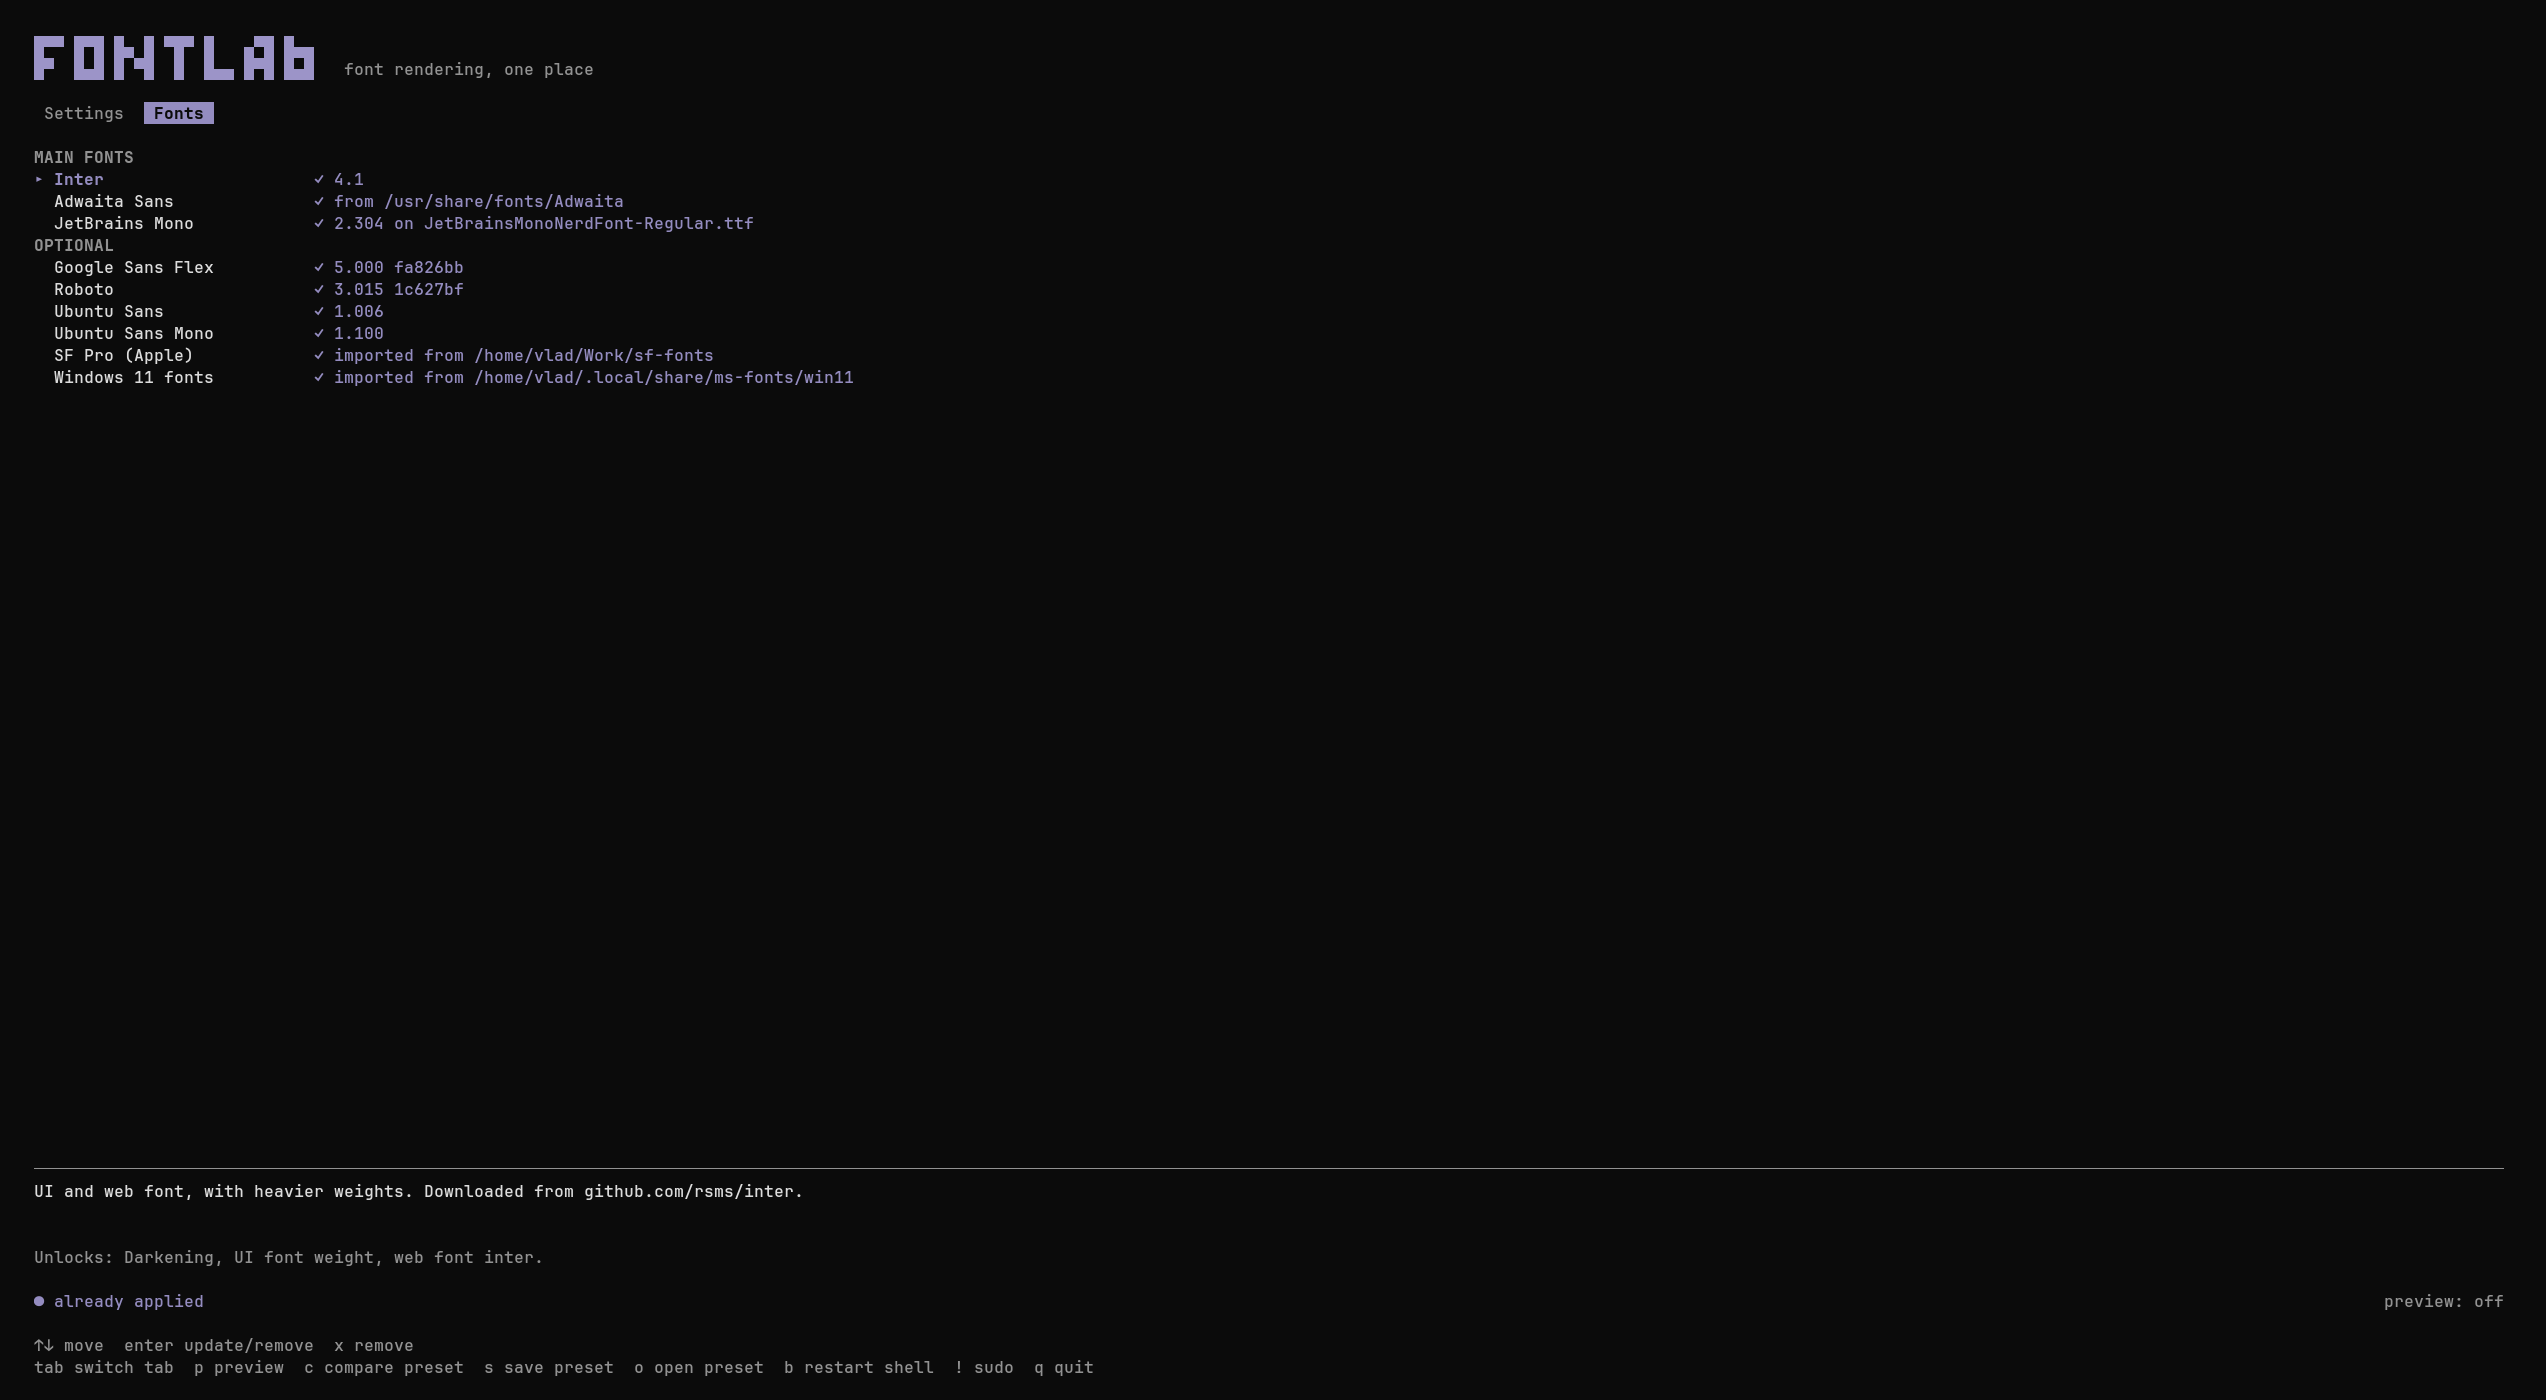 FONTLab font rendering, one place
Settings Fonts
MAIN FONTS
▸ Inter ✓ 4.1
Adwaita Sans ✓ from /usr/share/fonts/Adwaita
JetBrains Mono ✓ 2.304 on JetBrainsMonoNerdFont-Regular.ttf
OPTIONAL
Google Sans Flex ✓ 5.000 fa826bb
Roboto ✓ 3.015 1c627bf
Ubuntu Sans ✓ 1.006
Ubuntu Sans Mono ✓ 1.100
SF Pro (Apple) ✓ imported from /home/vlad/Work/sf-fonts
Windows 11 fonts ✓ imported from /home/vlad/.local/share/ms-fonts/win11
UI and web font, with heavier weights. Downloaded from github.com/rsms/inter.
Unlocks: Darkening, UI font weight, web font inter.
● already applied preview: off
↑↓ move enter update/remove x remove
tab switch tab p preview c compare preset s save preset o open preset b restart shell ! sudo q quit